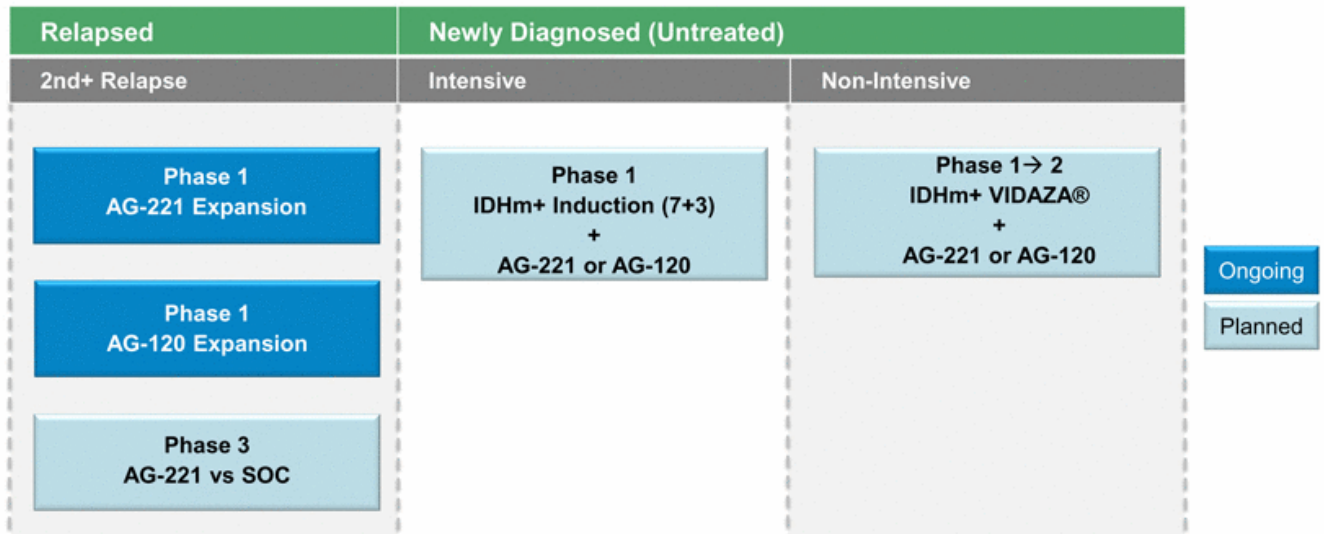 Relapsed
Newly Diagnosed (Untreated)
2nd+ Relapse
Intensive
Non-Intensive
Phase 1
AG-221 Expansion
Phase 1
AG-120 Expansion
Phase 3
AG-221 vs SOC
Phase 1
IDHm+ Induction (7+3)
+
AG-221 or AG-120
Phase 1→ 2
IDHm+ VIDAZA®
+
AG-221 or AG-120
Ongoing
Planned